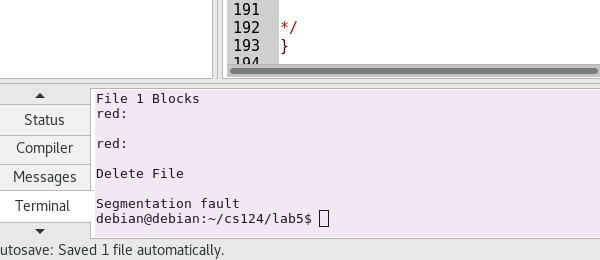 191
192 */
193 }
194
File 1 Blocks
red:
red:
Delete File
Segmentation fault
debian@debian:~/cs124/lab5$
Status
Compiler
Messages
Terminal
utosave: Saved 1 file automatically.